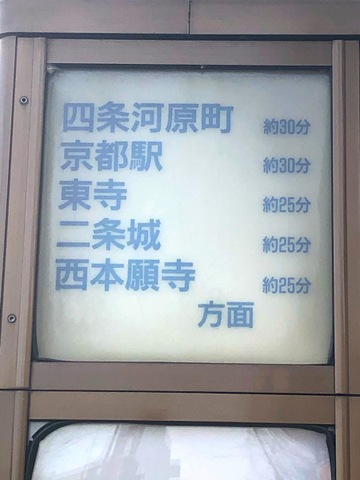 四条河原町 約30分
京都駅 約30分
東寺 約25分
二条城 約25分
西本願寺 約25分
方面